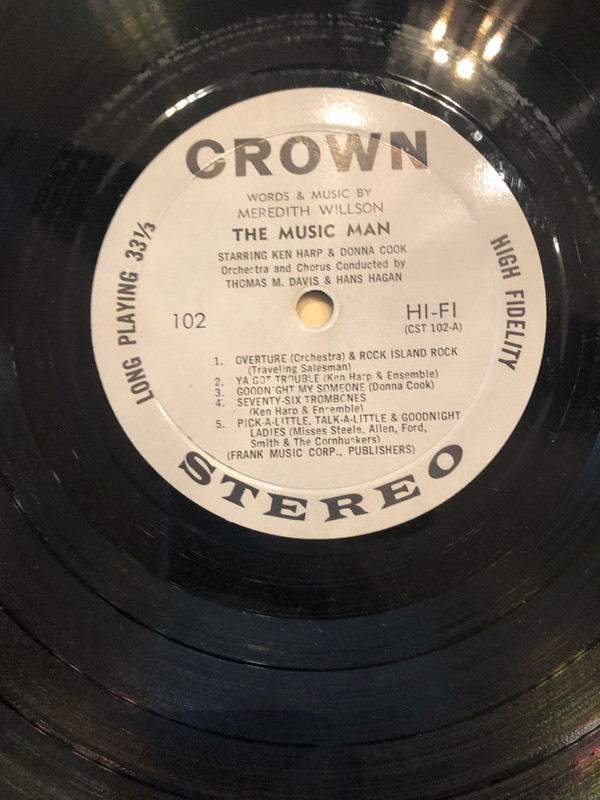 CROWN
WORDS & MUSIC BY
MEREDITH WILLSON
THE MUSIC MAN
STARRING KEN HARP & DONNA COOK
Orchestra and Chorus Conducted by
THOMAS M. DAVIS & HANS HAGAN
LONG PLAYING 33⅓
HIGH FIDELITY
102
HI-FI
(CST 102-A)
1. OVERTURE (Orchestra) & ROCK ISLAND ROCK
(Traveling Salesman)
2. YA GOT TROUBLE (Ken Harp & Ensemble)
3. GOODNIGHT MY SOMEONE (Donna Cook)
4. SEVENTY-SIX TROMBONES
(Ken Harp & Ensemble)
5. PICK-A-LITTLE, TALK-A-LITTLE & GOODNIGHT
LADIES (Misses Steele, Allen, Ford,
Smith & The Cornhuskers)
(FRANK MUSIC CORP., PUBLISHERS)
STEREO